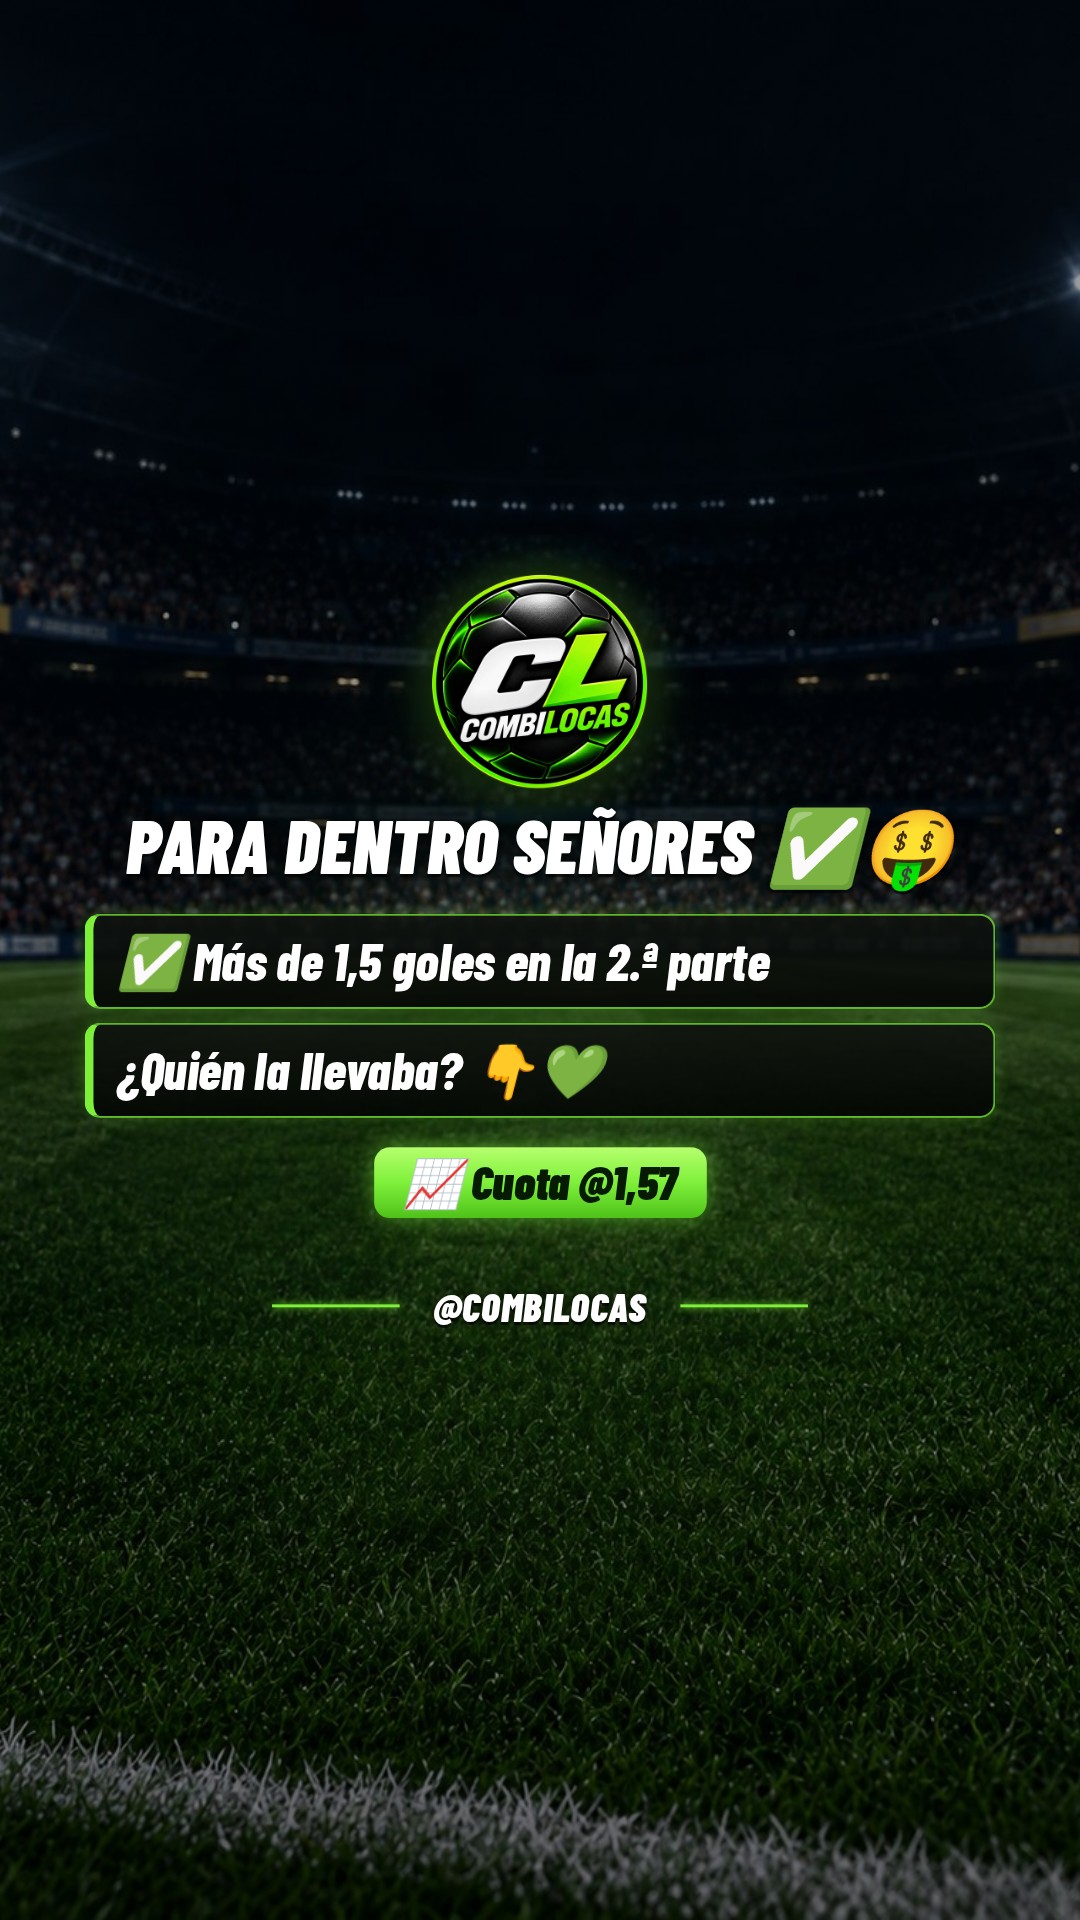 CL
COMBILOCAS
PARA DENTRO SEÑORES ✅🤑
✅ Más de 1,5 goles en la 2.ª parte
¿Quién la llevaba? 👇💚
📈 Cuota @1,57
@COMBILOCAS